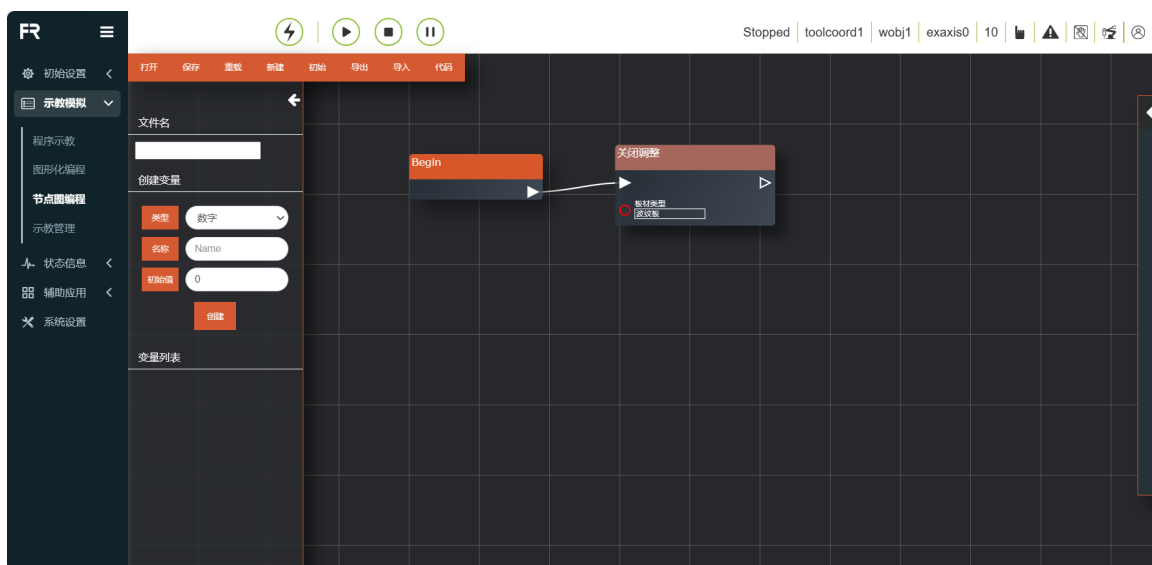 FR
Stopped toolcoord1 wobj1 exaxis0 10
初始设置
示教模拟
程序示教
图形化编程
节点图编程
示教管理
状态信息
辅助应用
系统设置
打开 保存 重载 新建 初始 导出 导入 代码
文件名
创建变量
类型 数字
名称 Name
初始值 0
创建
变量列表
Begin
关闭调整
板材类型
波纹板